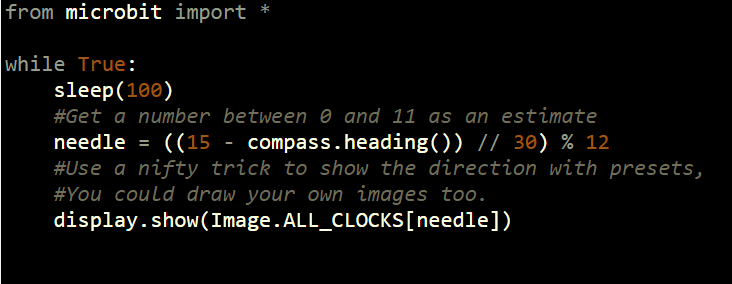 from microbit import *
while True:
    sleep(100)
    #Get a number between 0 and 11 as an estimate
    needle = ((15 - compass.heading()) // 30) % 12
    #Use a nifty trick to show the direction with presets,
    #You could draw your own images too.
    display.show(Image.ALL_CLOCKS[needle])